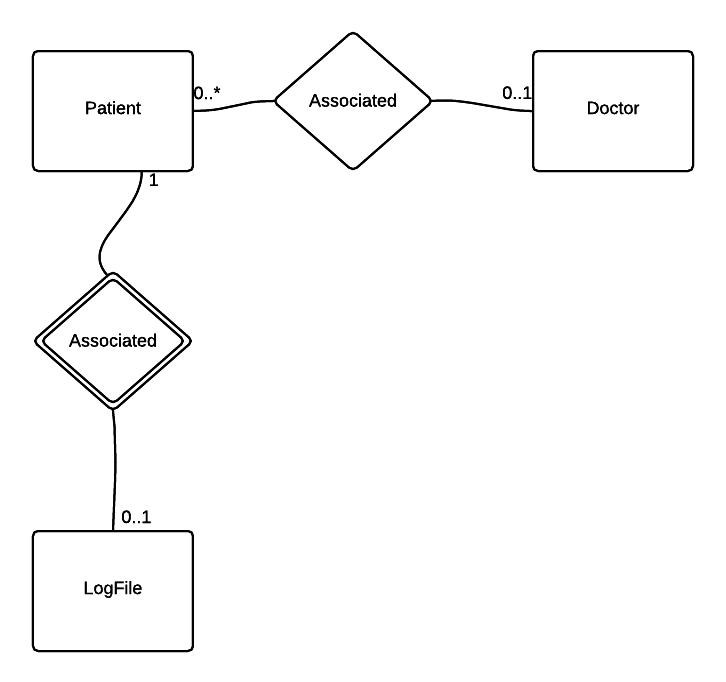 Patient
0..*
Associated
0..1
Doctor
1
Associated
0..1
LogFile